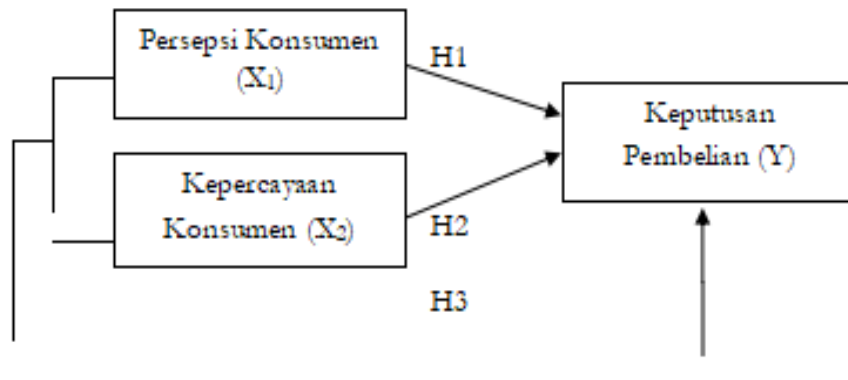 Persepsi Konsumen
(X₁)
H1
Keputusan
Pembelian (Y)
Kepercayaan
Konsumen (X₂)
H2
H3